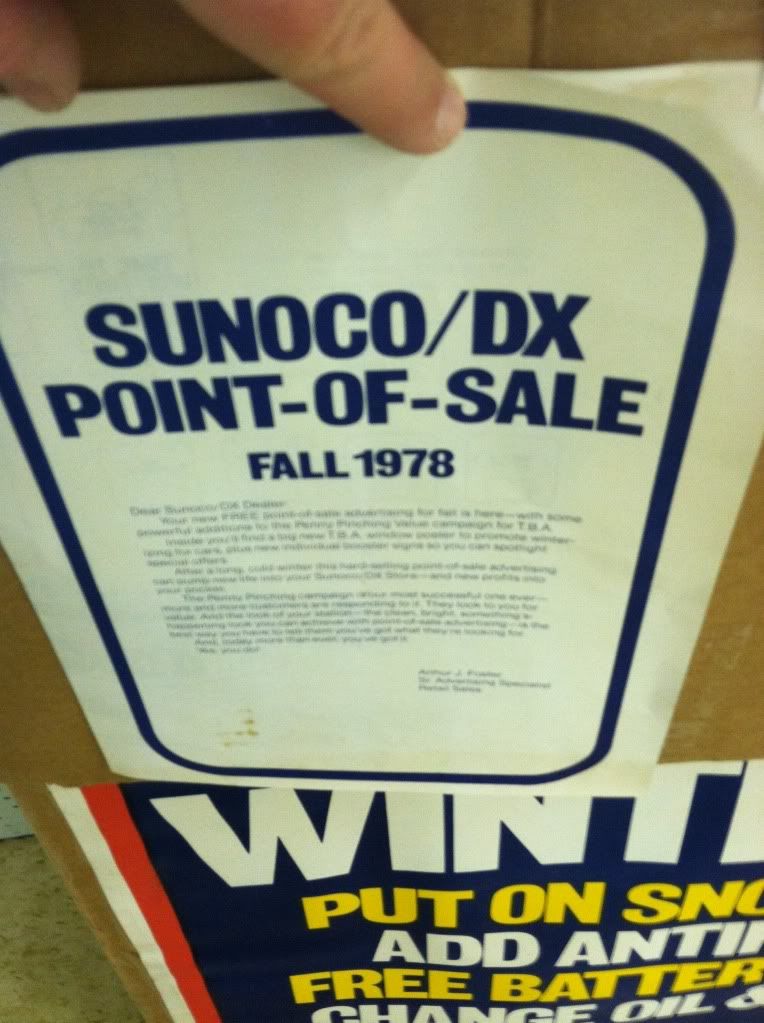 SUNOCO/DX
POINT-OF-SALE
FALL 1978
Dear Sunoco/DX Dealer:
Your new FREE point-of-sale advertising for fall is here—with some
powerful additions to the Penny Pinching Value campaign for T.B.A.
Inside you'll find a big new T.B.A. window poster to promote winter-
izing for cars, plus new individual booster signs so you can spotlight
special offers.
After a long, cold winter this hard-selling point-of-sale advertising
can pump new life into your Sunoco/DX Store—and new profits into
your pocket.
The Penny Pinching campaign is your most successful one ever—
more and more customers are responding to it. They look to you for
value. And the look of your station—the clean, bright, something's
happening look you can achieve with point-of-sale advertising—is the
best way you have to tell them you've got what they're looking for.
And, today more than ever, you've got it.
Yes, you do!
Arthur J.
Sr. Advertising Specialist
Retail Sales
WINT
PUT ON SNO
ADD ANTIF
FREE BATTER
CHANGE OIL &